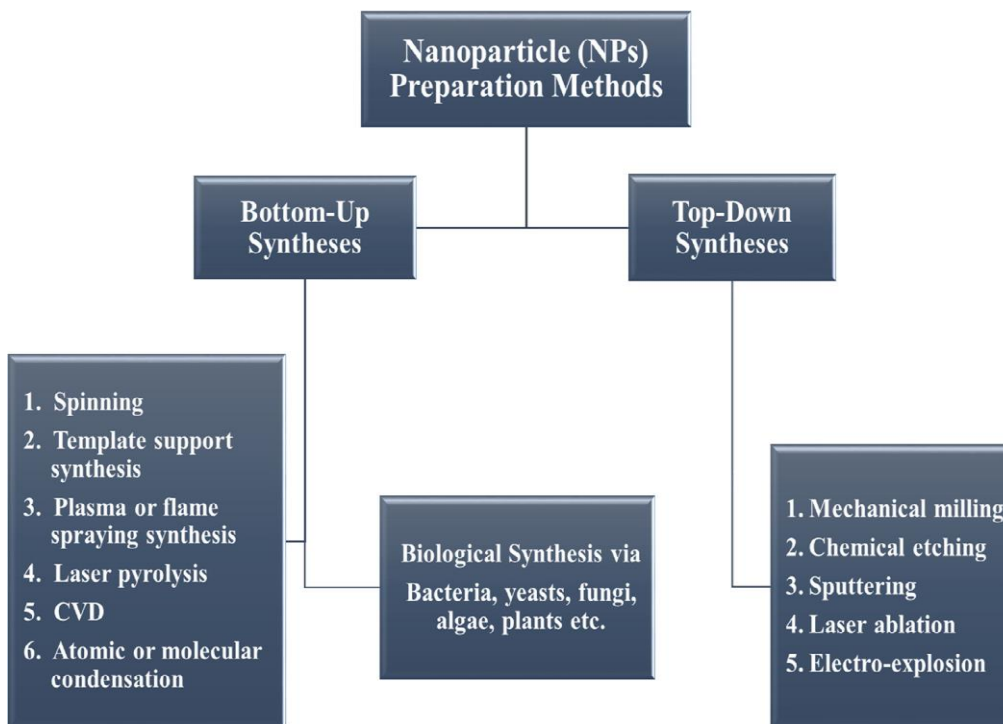 Nanoparticle (NPs)
Preparation Methods
Bottom-Up
Syntheses
Top-Down
Syntheses
1. Spinning
2. Template support
synthesis
3. Plasma or flame
spraying synthesis
4. Laser pyrolysis
5. CVD
6. Atomic or molecular
condensation
Biological Synthesis via
Bacteria, yeasts, fungi,
algae, plants etc.
1. Mechanical milling
2. Chemical etching
3. Sputtering
4. Laser ablation
5. Electro-explosion